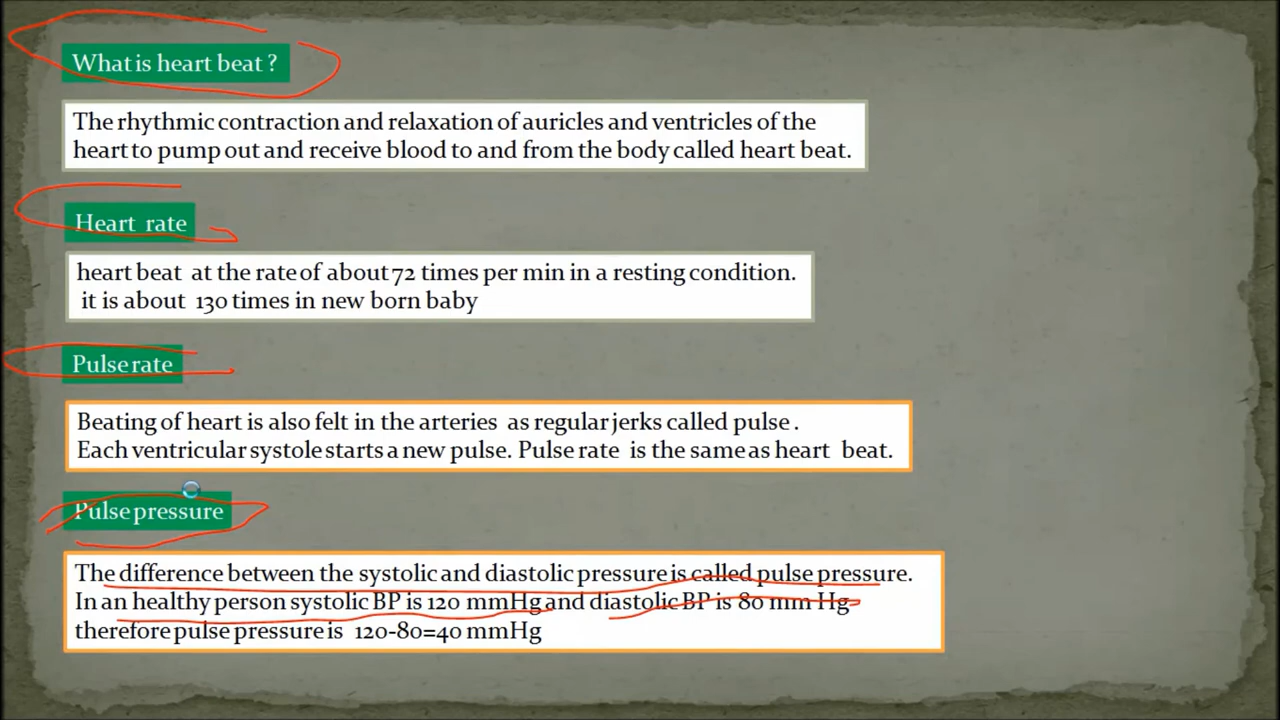 What is heart beat ?
The rhythmic contraction and relaxation of auricles and ventricles of the
heart to pump out and receive blood to and from the body called heart beat.
Heart rate
heart beat at the rate of about 72 times per min in a resting condition.
it is about 130 times in new born baby
Pulse rate
Beating of heart is also felt in the arteries as regular jerks called pulse .
Each ventricular systole starts a new pulse. Pulse rate is the same as heart beat.
Pulse pressure
The difference between the systolic and diastolic pressure is called pulse pressure.
In an healthy person systolic BP is 120 mmHg and diastolic BP is 80 mm Hg
therefore pulse pressure is 120-80=40 mmHg